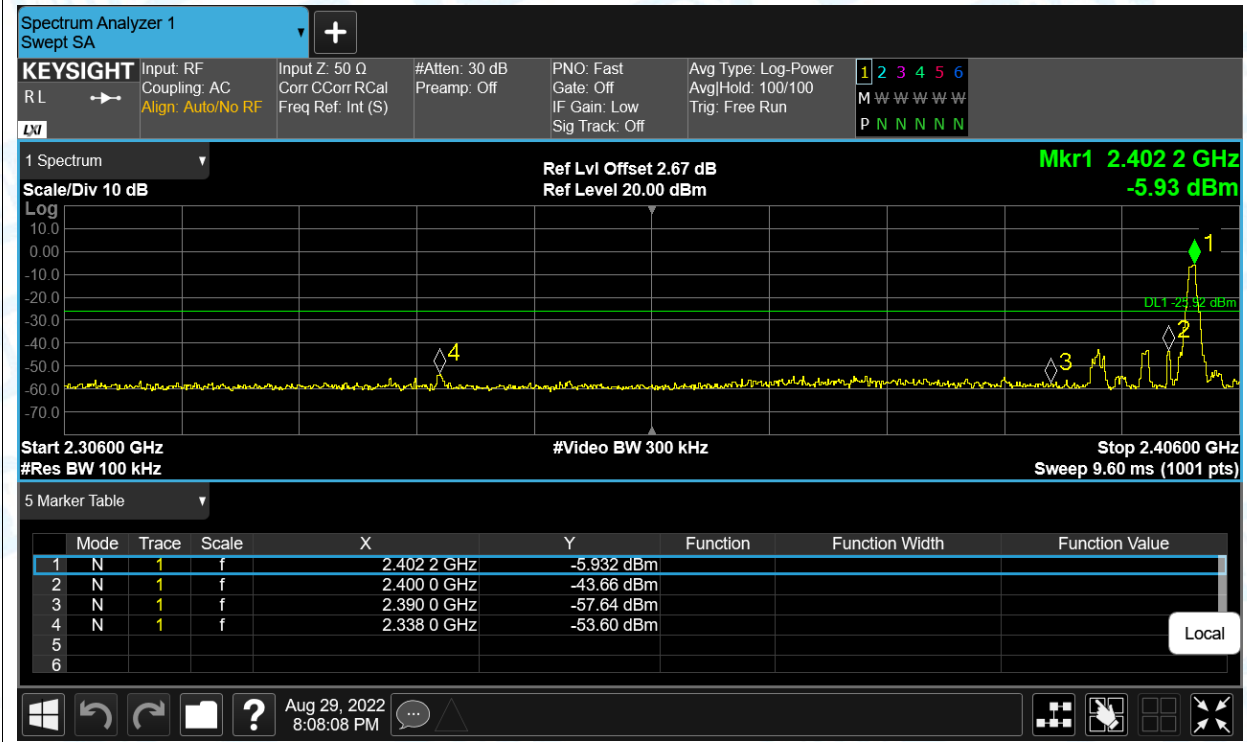 Spectrum Analyzer 1
Swept SA
+
KEYSIGHT
R L
LXI
Input: RF
Coupling: AC
Align: Auto/No RF
Input Z: 50 Ω
Corr CCorr RCal
Freq Ref: Int (S)
#Atten: 30 dB
Preamp: Off
PNO: Fast
Gate: Off
IF Gain: Low
Sig Track: Off
Avg Type: Log-Power
Avg|Hold: 100/100
Trig: Free Run
1 2 3 4 5 6
M W W W W W
P N N N N N
1 Spectrum
Scale/Div 10 dB
Ref Lvl Offset 2.67 dB
Ref Level 20.00 dBm
Mkr1 2.402 2 GHz
-5.93 dBm
Log
10.0
0.00
-10.0
-20.0
-30.0
-40.0
-50.0
-60.0
-70.0
1
DL1 -25.92 dBm
2
4
3
Start 2.30600 GHz
#Res BW 100 kHz
#Video BW 300 kHz
Stop 2.40600 GHz
Sweep 9.60 ms (1001 pts)
5 Marker Table
Mode Trace Scale X Y Function Function Width Function Value
1 N 1 f 2.402 2 GHz -5.932 dBm
2 N 1 f 2.400 0 GHz -43.66 dBm
3 N 1 f 2.390 0 GHz -57.64 dBm
4 N 1 f 2.338 0 GHz -53.60 dBm
5
6
Local
?
Aug 29, 2022
8:08:08 PM